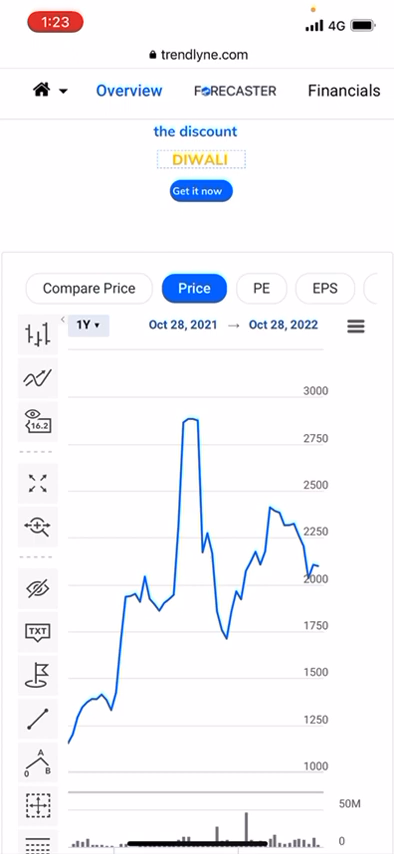 1:23
4G
trendlyne.com
Overview FORECASTER Financials
the discount
DIWALI
Get it now
Compare Price Price PE EPS
1Y Oct 28, 2021 → Oct 28, 2022
3000
16.2
2750
2500
2250
2000
TXT
1750
1500
1250
A
0 B
1000
50M
0